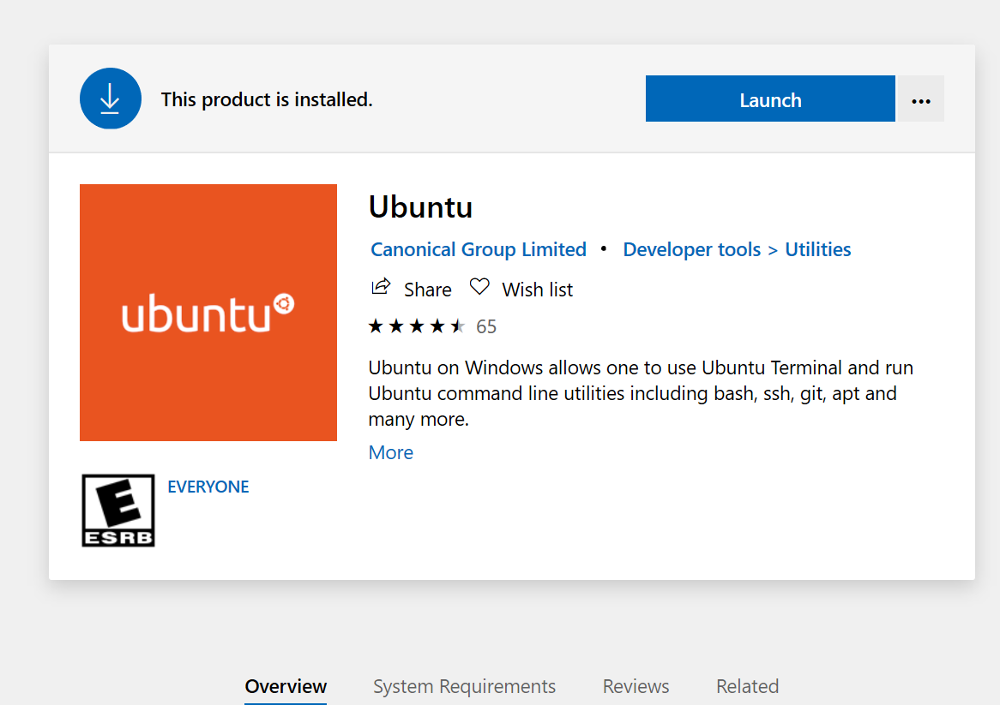 This product is installed.
Launch
ubuntu
Ubuntu
Canonical Group Limited • Developer tools > Utilities
Share Wish list
65
Ubuntu on Windows allows one to use Ubuntu Terminal and run
Ubuntu command line utilities including bash, ssh, git, apt and
many more.
More
E
ESRB
EVERYONE
Overview System Requirements Reviews Related